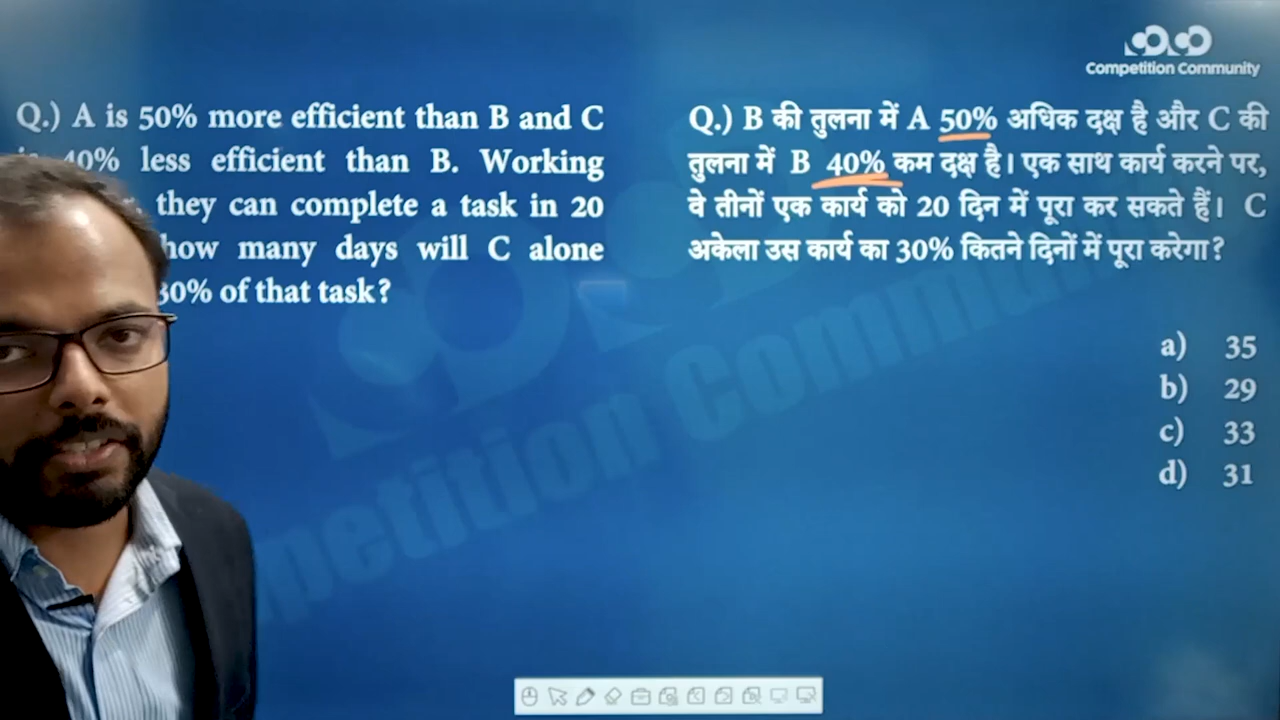 Competition Community
Q.) A is 50% more efficient than B and C
40% less efficient than B. Working
they can complete a task in 20
how many days will C alone
30% of that task?
Q.) B की तुलना में A 50% अधिक दक्ष है और C की
तुलना में B 40% कम दक्ष है। एक साथ कार्य करने पर,
वे तीनों एक कार्य को 20 दिन में पूरा कर सकते हैं। C
अकेला उस कार्य का 30% कितने दिनों में पूरा करेगा?
a) 35
b) 29
c) 33
d) 31